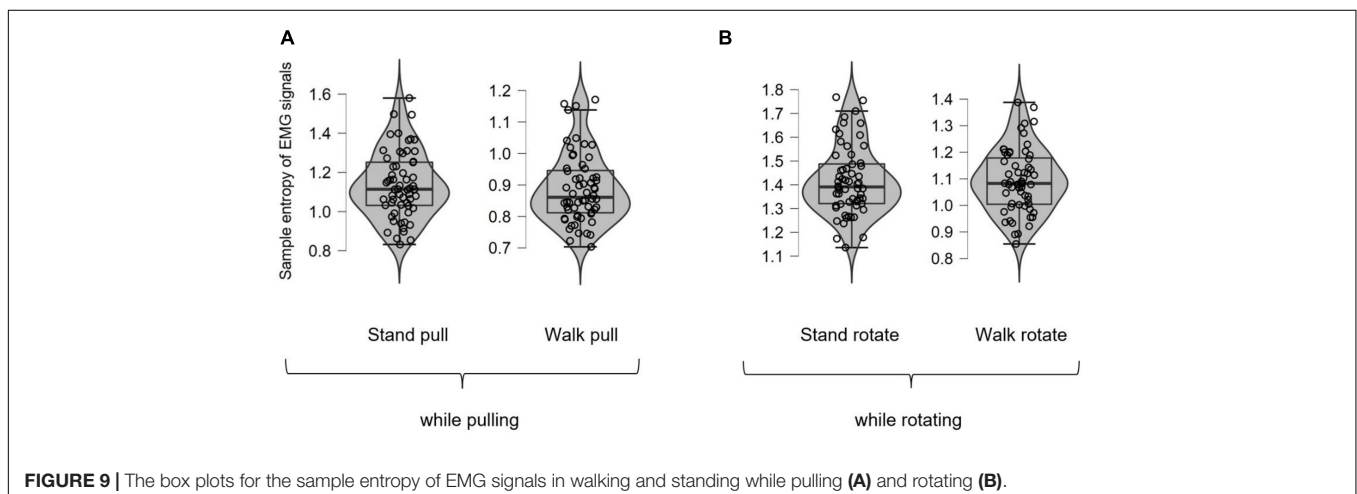 A
B
Sample entropy of EMG signals
1.6
1.4
1.2
1.0
0.8
1.2
1.1
1.0
0.9
0.8
0.7
1.8
1.7
1.6
1.5
1.4
1.3
1.2
1.1
1.4
1.3
1.2
1.1
1.0
0.9
0.8
Stand pull
Walk pull
Stand rotate
Walk rotate
while pulling
while rotating
FIGURE 9 | The box plots for the sample entropy of EMG signals in walking and standing while pulling (A) and rotating (B).